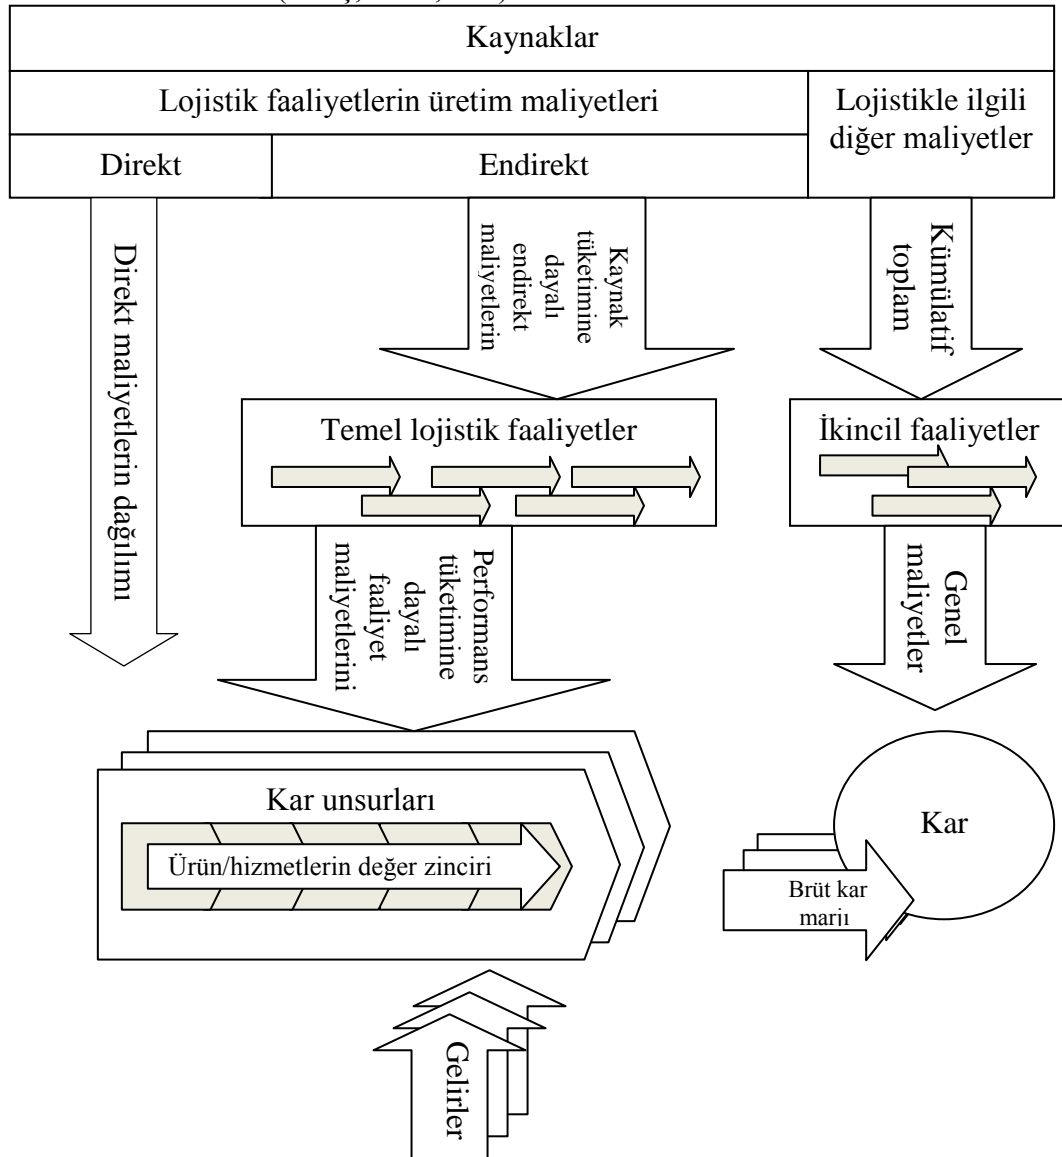 Kaynaklar
Lojistik faaliyetlerin üretim maliyetleri
Lojistikle ilgili
diğer maliyetler
Direkt
Endirekt
Direkt maliyetlerin dağılımı
Kaynak
tüketimine
dayalı
endirekt
maliyetlerin
Kümülatif
toplam
Temel lojistik faaliyetler
İkincil faaliyetler
Performans
tüketimine
dayalı
faaliyet
maliyetlerini
Genel
maliyetler
Kar unsurları
Ürün/hizmetlerin değer zinciri
Kar
Brüt kar
marjı
Gelirler